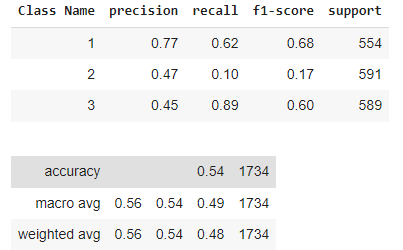 Class Name precision recall f1-score support
1 0.77 0.62 0.68 554
2 0.47 0.10 0.17 591
3 0.45 0.89 0.60 589
accuracy 0.54 1734
macro avg 0.56 0.54 0.49 1734
weighted avg 0.56 0.54 0.48 1734